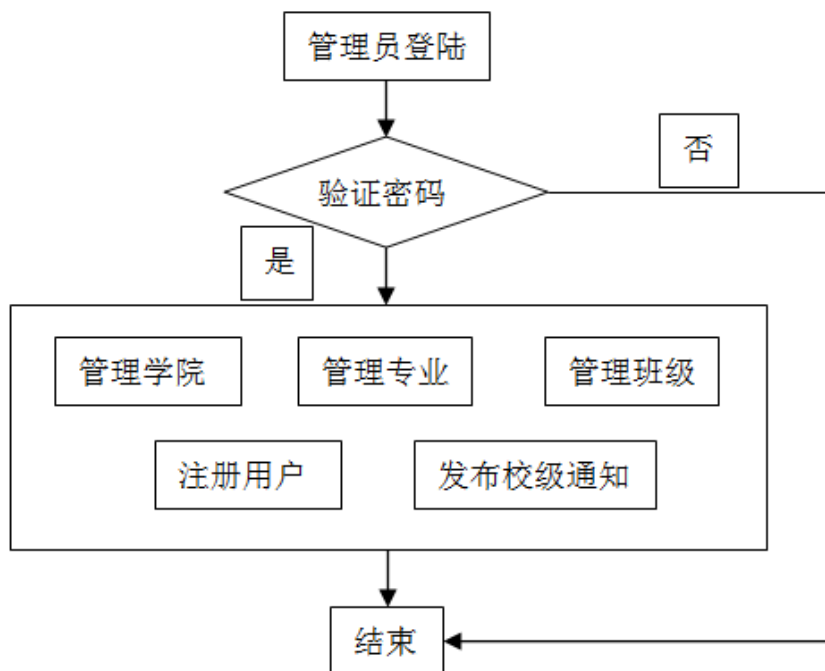 管理员登陆
否
验证密码
是
管理学院
管理专业
管理班级
注册用户
发布校级通知
结束